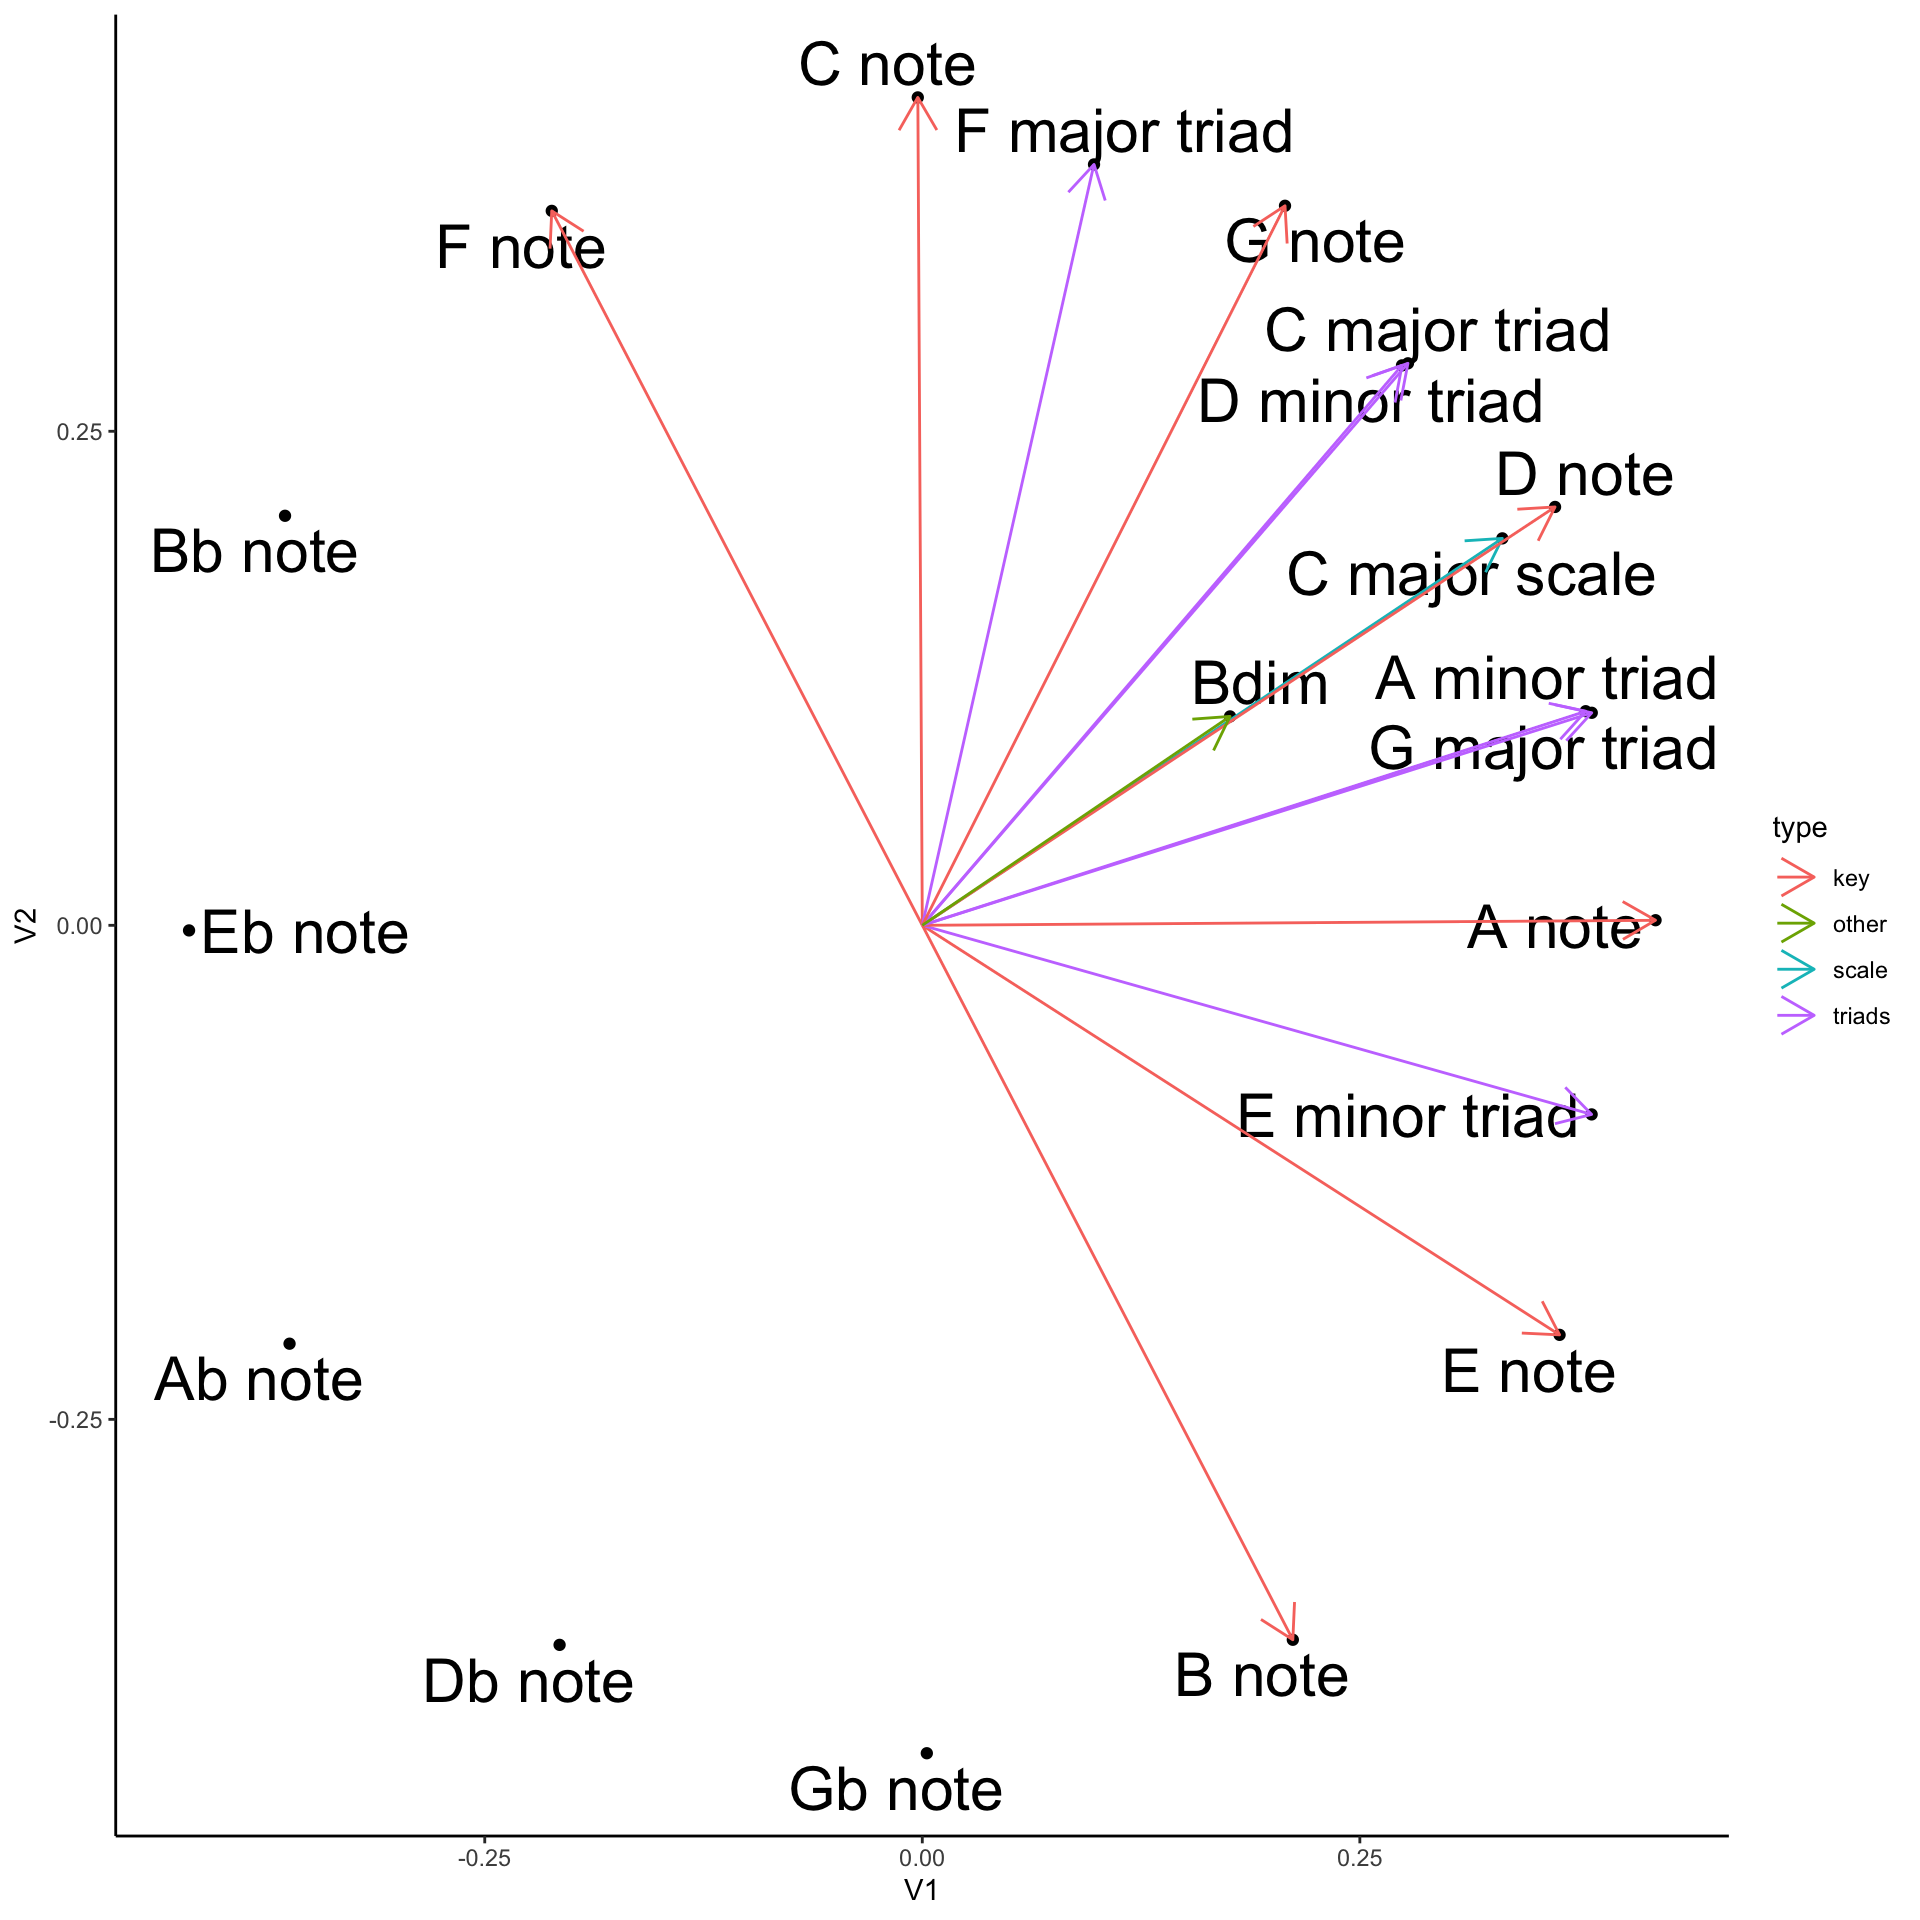 C note
F major triad
F note
G note
C major triad
D minor triad
0.25
D note
Bb note
C major scale
Bdim
A minor triad
G major triad
type
key
other
scale
triads
V2
0.00
Eb note
A note
E minor triad
Ab note
E note
-0.25
Db note
B note
Gb note
-0.25
0.00
0.25
V1